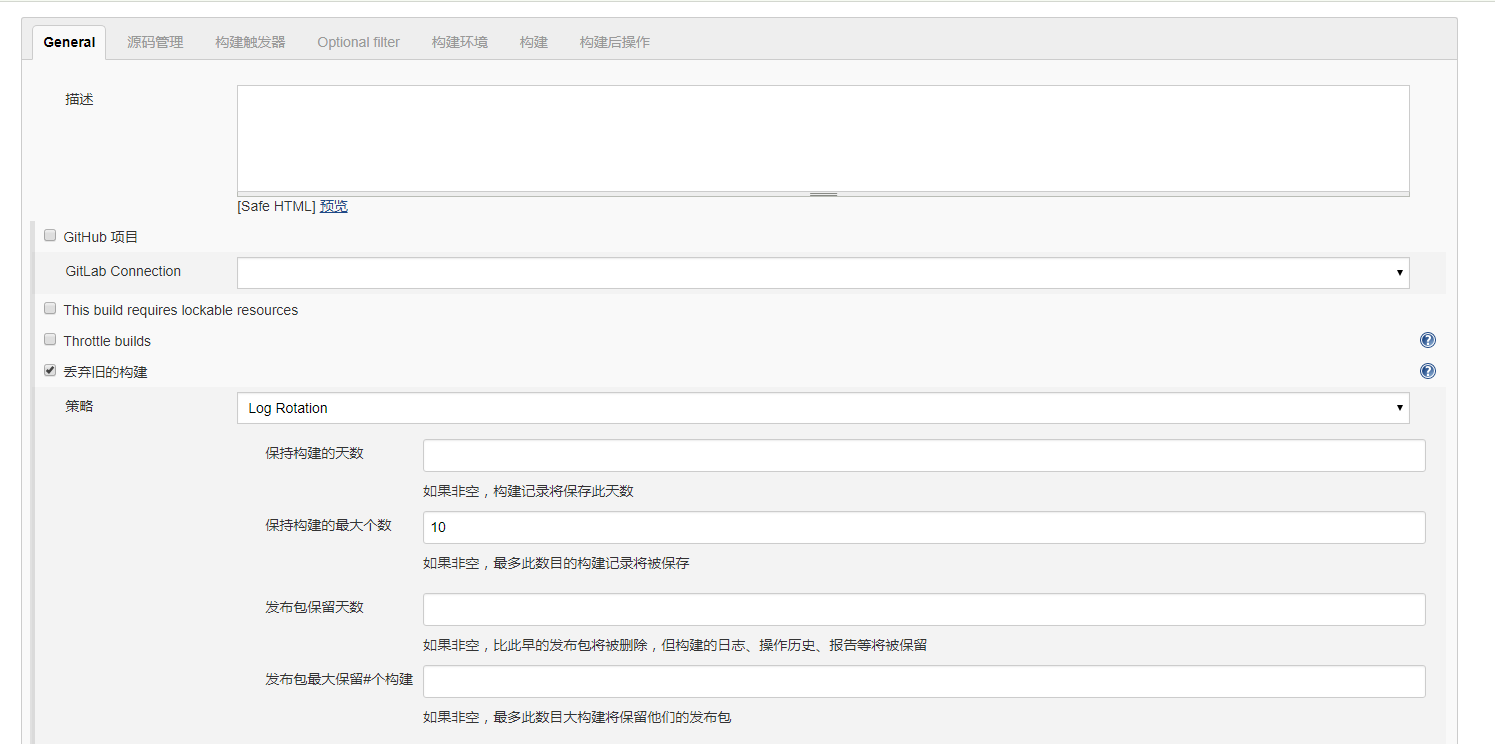 General 源码管理 构建触发器 Optional filter 构建环境 构建 构建后操作
描述
[Safe HTML] 预览
GitHub 项目
GitLab Connection
This build requires lockable resources
Throttle builds
丢弃旧的构建
策略 Log Rotation
保持构建的天数
如果非空，构建记录将保存此天数
保持构建的最大个数 10
如果非空，最多此数目的构建记录将被保存
发布包保留天数
如果非空，比此早的发布包将被删除，但构建的日志、操作历史、报告等将被保留
发布包最大保留#个构建
如果非空，最多此数目大构建将保留他们的发布包